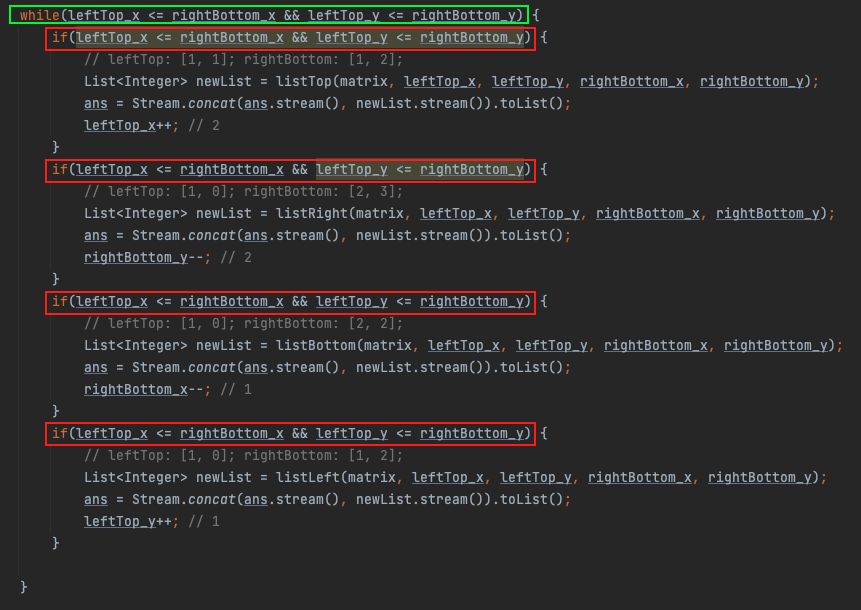 while(leftTop_x <= rightBottom_x && leftTop_y <= rightBottom_y) {
    if(leftTop_x <= rightBottom_x && leftTop_y <= rightBottom_y) {
        // leftTop: [1, 1]; rightBottom: [1, 2];
        List<Integer> newList = listTop(matrix, leftTop_x, leftTop_y, rightBottom_x, rightBottom_y);
        ans = Stream.concat(ans.stream(), newList.stream()).toList();
        leftTop_x++; // 2
    }
    if(leftTop_x <= rightBottom_x && leftTop_y <= rightBottom_y) {
        // leftTop: [1, 0]; rightBottom: [2, 3];
        List<Integer> newList = listRight(matrix, leftTop_x, leftTop_y, rightBottom_x, rightBottom_y);
        ans = Stream.concat(ans.stream(), newList.stream()).toList();
        rightBottom_y--; // 2
    }
    if(leftTop_x <= rightBottom_x && leftTop_y <= rightBottom_y) {
        // leftTop: [1, 0]; rightBottom: [2, 2];
        List<Integer> newList = listBottom(matrix, leftTop_x, leftTop_y, rightBottom_x, rightBottom_y);
        ans = Stream.concat(ans.stream(), newList.stream()).toList();
        rightBottom_x--; // 1
    }
    if(leftTop_x <= rightBottom_x && leftTop_y <= rightBottom_y) {
        // leftTop: [1, 0]; rightBottom: [1, 2];
        List<Integer> newList = listLeft(matrix, leftTop_x, leftTop_y, rightBottom_x, rightBottom_y);
        ans = Stream.concat(ans.stream(), newList.stream()).toList();
        leftTop_y++; // 1
    }
}